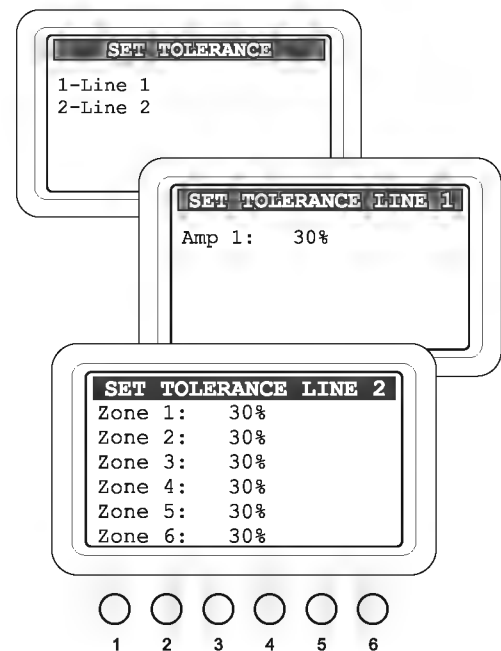 SET TOLERANCE
1-Line 1
2-Line 2
SET TOLERANCE LINE 1
Amp 1: 30%
SET TOLERANCE LINE 2
Zone 1: 30%
Zone 2: 30%
Zone 3: 30%
Zone 4: 30%
Zone 5: 30%
Zone 6: 30%
1 2 3 4 5 6